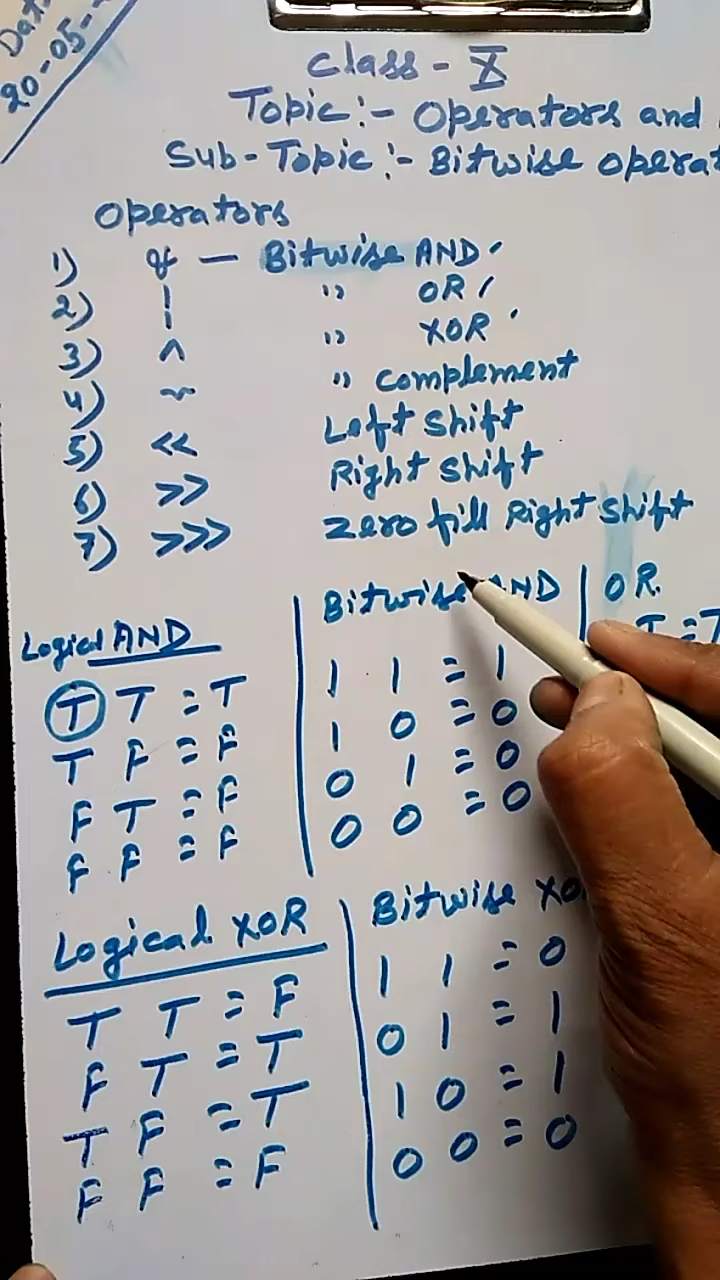 20-05-
Class - X
Topic :- Operators and
Sub-Topic :- Bitwise operat
Operators
1) & — Bitwise AND
2) | " OR
3) ^ " XOR
4) ~ " Complement
5) << Left Shift
6) >> Right Shift
7) >>> Zero fill Right Shift
Logical AND
T T = T
T F = F
F T = F
F F = F
Bitwise AND
1 1 = 1
1 0 = 0
0 1 = 0
0 0 = 0
OR
T = T
Logical XOR
T T = F
F T = T
T F = T
F F = F
Bitwise XO
1 1 = 0
0 1 = 1
1 0 = 1
0 0 = 0